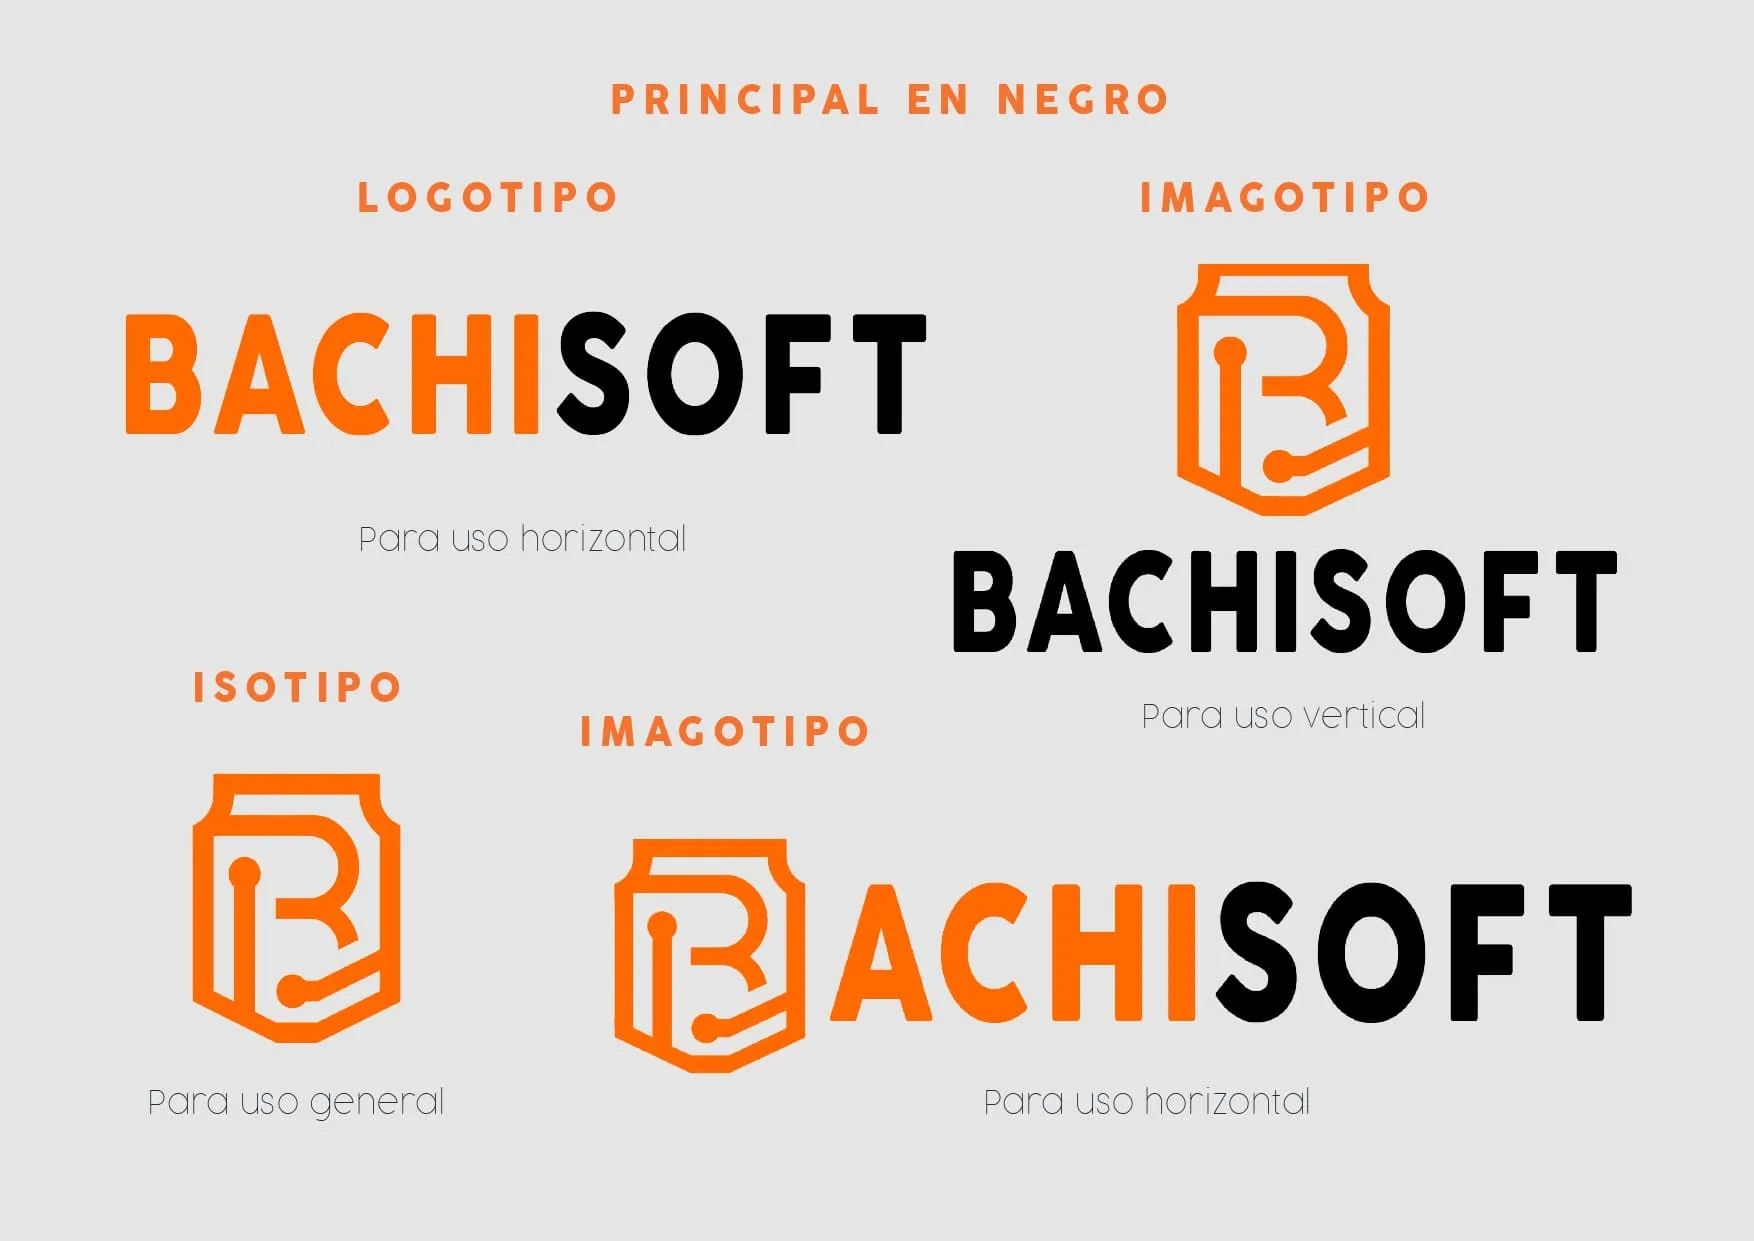 PRINCIPAL EN NEGRO
LOGOTIPO
BACHISOFT
Para uso horizontal
IMAGOTIPO
BACHISOFT
Para uso vertical
ISOTIPO
B
Para uso general
IMAGOTIPO
BACHISOFT
Para uso horizontal